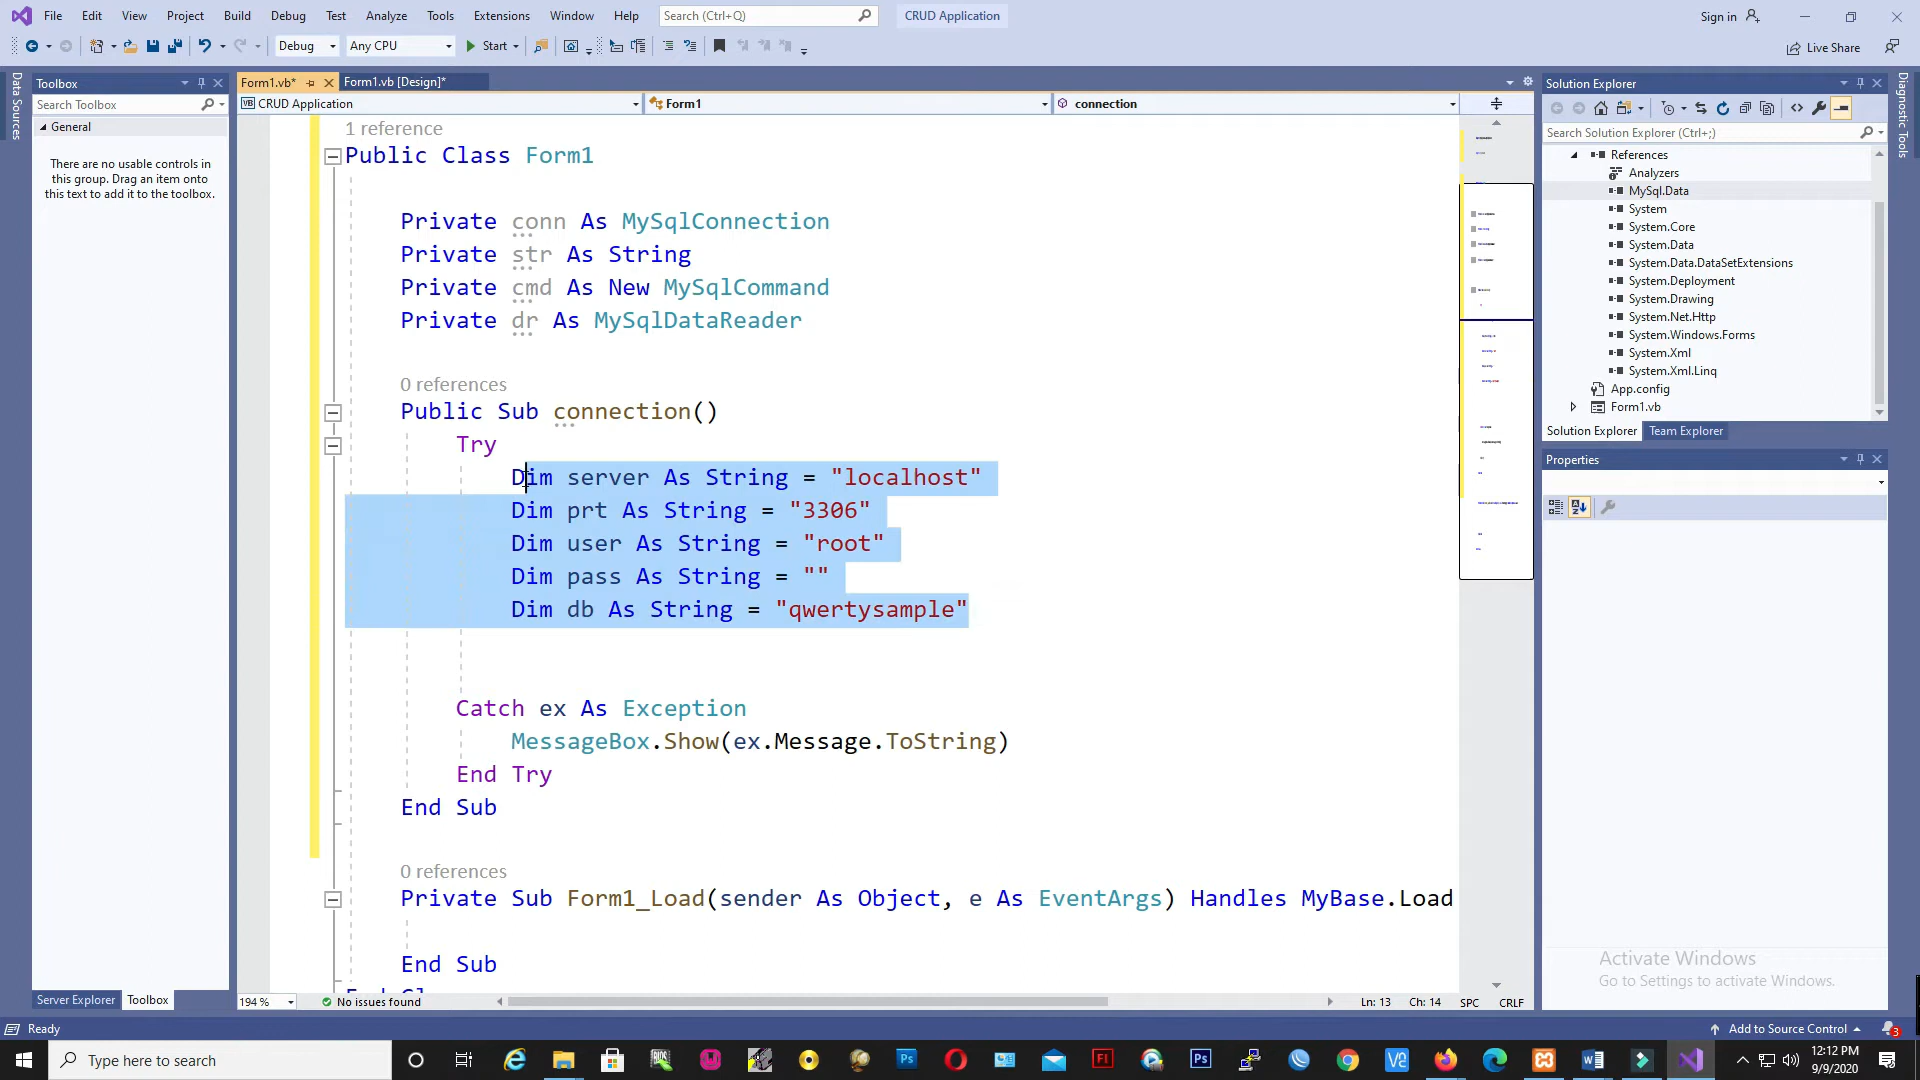 File Edit View Project Build Debug Test Analyze Tools Extensions Window Help Search (Ctrl+Q) CRUD Application Sign in
Debug Any CPU Start Live Share
Data Sources
Toolbox
Search Toolbox
General
There are no usable controls in
this group. Drag an item onto
this text to add it to the toolbox.
Server Explorer Toolbox
Form1.vb* Form1.vb [Design]*
VB CRUD Application Form1 connection
1 reference
Public Class Form1
Private conn As MySqlConnection
Private str As String
Private cmd As New MySqlCommand
Private dr As MySqlDataReader
0 references
Public Sub connection()
Try
Dim server As String = "localhost"
Dim prt As String = "3306"
Dim user As String = "root"
Dim pass As String = ""
Dim db As String = "qwertysample"
Catch ex As Exception
MessageBox.Show(ex.Message.ToString)
End Try
End Sub
0 references
Private Sub Form1_Load(sender As Object, e As EventArgs) Handles MyBase.Load
End Sub
194 % No issues found Ln: 13 Ch: 14 SPC CRLF
Solution Explorer
Search Solution Explorer (Ctrl+;)
References
Analyzers
MySql.Data
System
System.Core
System.Data
System.Data.DataSetExtensions
System.Deployment
System.Drawing
System.Net.Http
System.Windows.Forms
System.Xml
System.Xml.Linq
App.config
Form1.vb
Solution Explorer Team Explorer
Properties
Activate Windows
Go to Settings to activate Windows.
Diagnostic Tools
Ready Add to Source Control 3
Type here to search
12:12 PM
9/9/2020